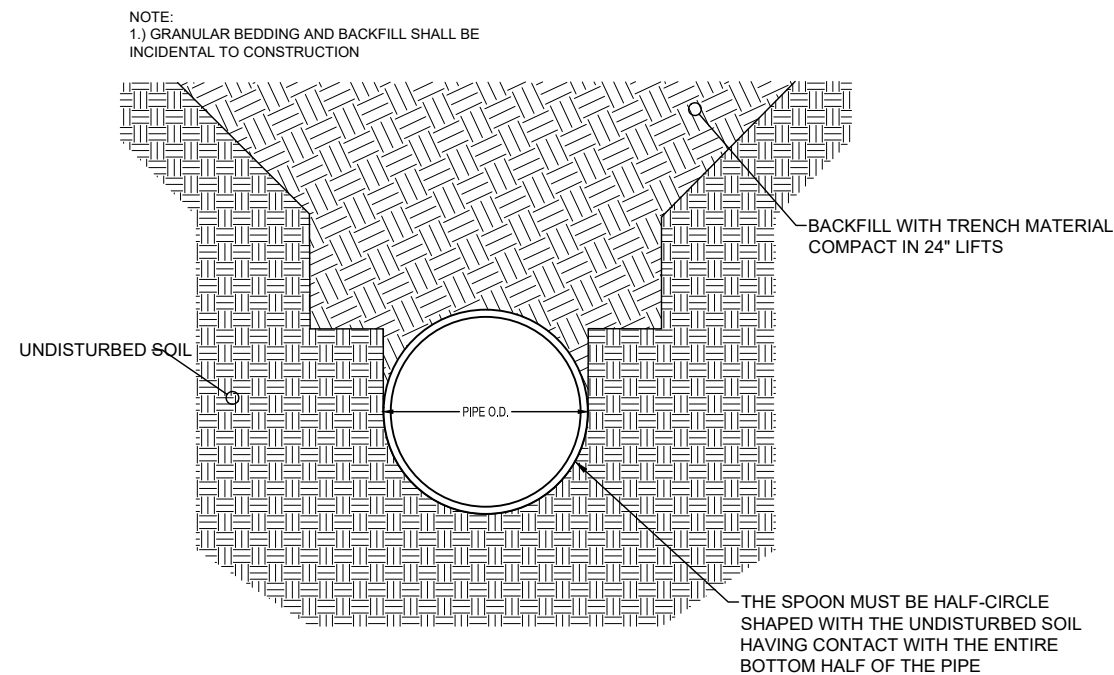 NOTE:
1.) GRANULAR BEDDING AND BACKFILL SHALL BE
INCIDENTAL TO CONSTRUCTION
BACKFILL WITH TRENCH MATERIAL
COMPACT IN 24" LIFTS
UNDISTURBED SOIL
PIPE O.D.
THE SPOON MUST BE HALF-CIRCLE
SHAPED WITH THE UNDISTURBED SOIL
HAVING CONTACT WITH THE ENTIRE
BOTTOM HALF OF THE PIPE